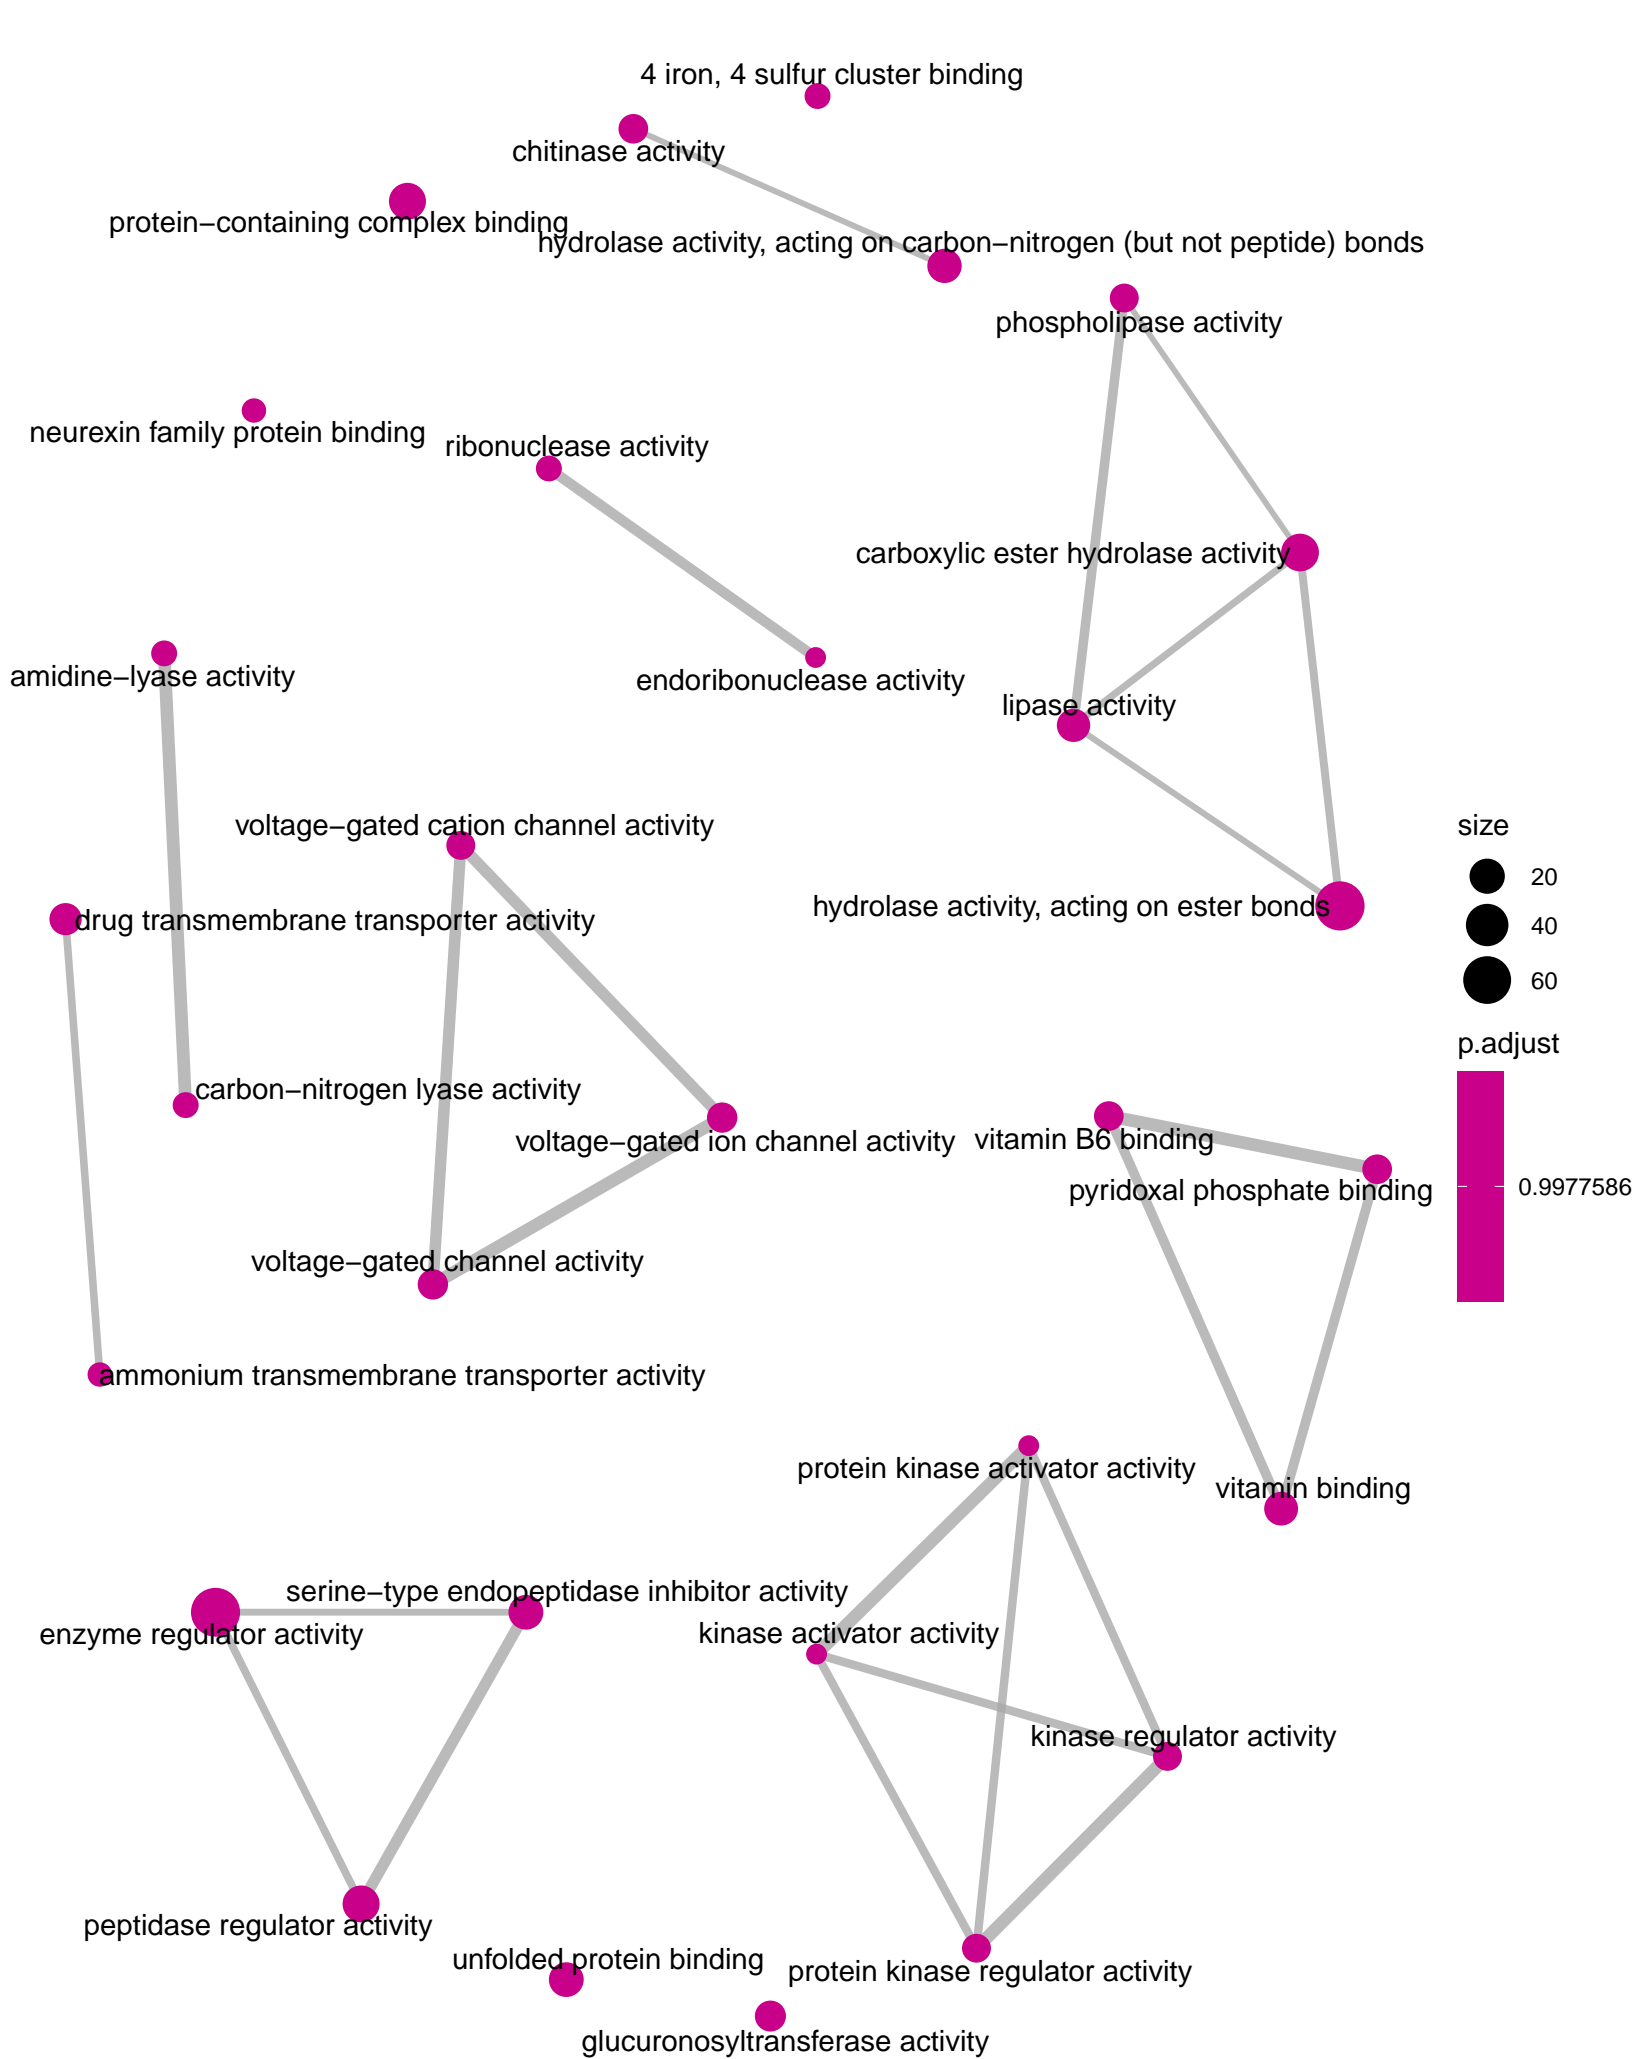 4 iron, 4 sulfur cluster binding
chitinase activity
protein−containing complex binding
hydrolase activity, acting on carbon−nitrogen (but not peptide) bonds
phospholipase activity
neurexin family protein binding
ribonuclease activity
carboxylic ester hydrolase activity
amidine−lyase activity
endoribonuclease activity
lipase activity
voltage−gated cation channel activity
size
20
drug transmembrane transporter activity
hydrolase activity, acting on ester bonds
40
60
p.adjust
carbon−nitrogen lyase activity
voltage−gated ion channel activity
vitamin B6 binding
pyridoxal phosphate binding
0.9977586
voltage−gated channel activity
ammonium transmembrane transporter activity
protein kinase activator activity
vitamin binding
serine−type endopeptidase inhibitor activity
enzyme regulator activity
kinase activator activity
kinase regulator activity
peptidase regulator activity
unfolded protein binding
protein kinase regulator activity
glucuronosyltransferase activity